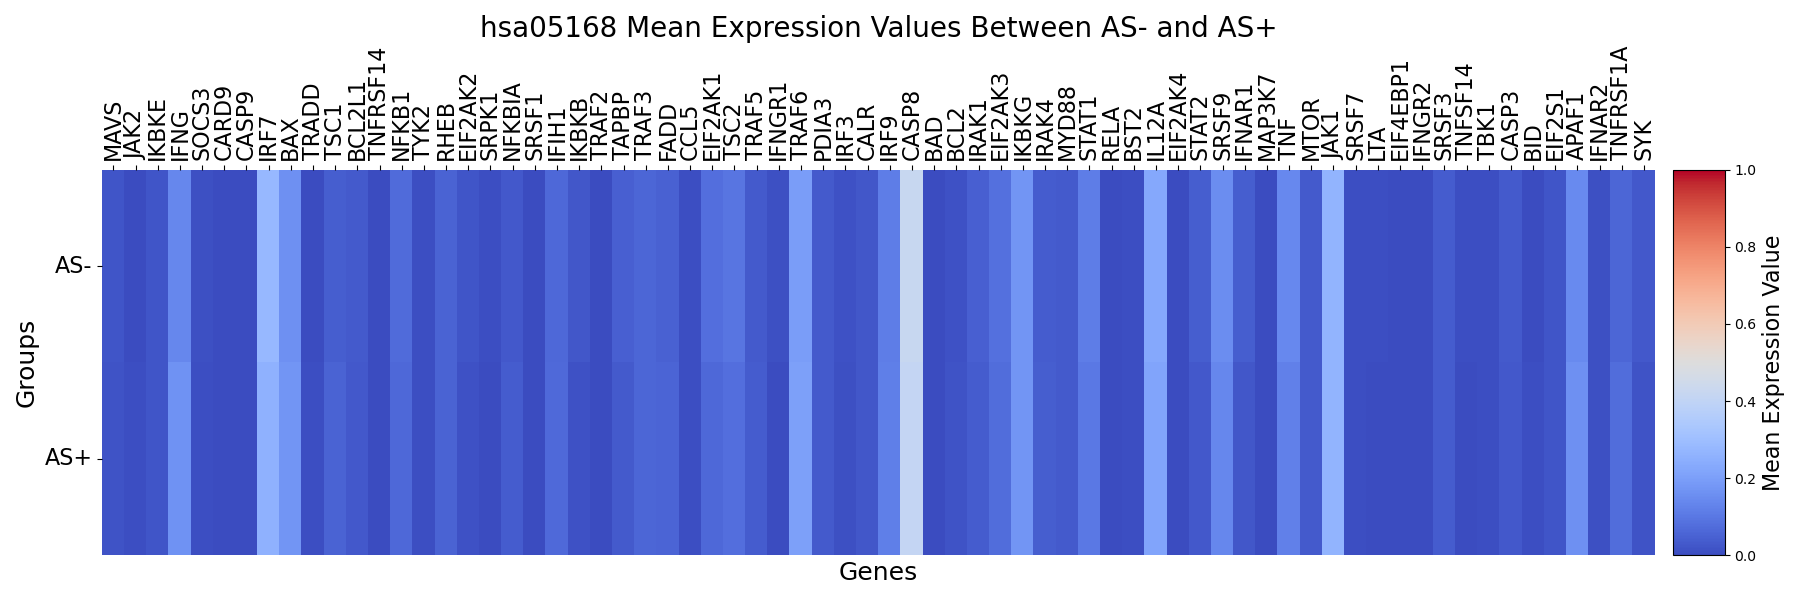 hsa05168 Mean Expression Values Between AS- and AS+
MAVS
JAK2
IKBKE
IFNG
SOCS3
CARD9
CASP9
IRF7
BAX
TRADD
TSC1
BCL2L1
TNFRSF14
NFKB1
TYK2
RHEB
EIF2AK2
SRPK1
NFKBIA
SRSF1
IFIH1
IKBKB
TRAF2
TAPBP
TRAF3
FADD
CCL5
EIF2AK1
TSC2
TRAF5
IFNGR1
TRAF6
PDIA3
IRF3
CALR
IRF9
CASP8
BAD
BCL2
IRAK1
EIF2AK3
IKBKG
IRAK4
MYD88
STAT1
RELA
BST2
IL12A
EIF2AK4
STAT2
SRSF9
IFNAR1
MAP3K7
TNF
MTOR
JAK1
SRSF7
LTA
EIF4EBP1
IFNGR2
SRSF3
TNFSF14
TBK1
CASP3
BID
EIF2S1
APAF1
IFNAR2
TNFRSF1A
SYK
Groups
AS-
AS+
Genes
1.0
0.8
0.6
0.4
0.2
0.0
Mean Expression Value